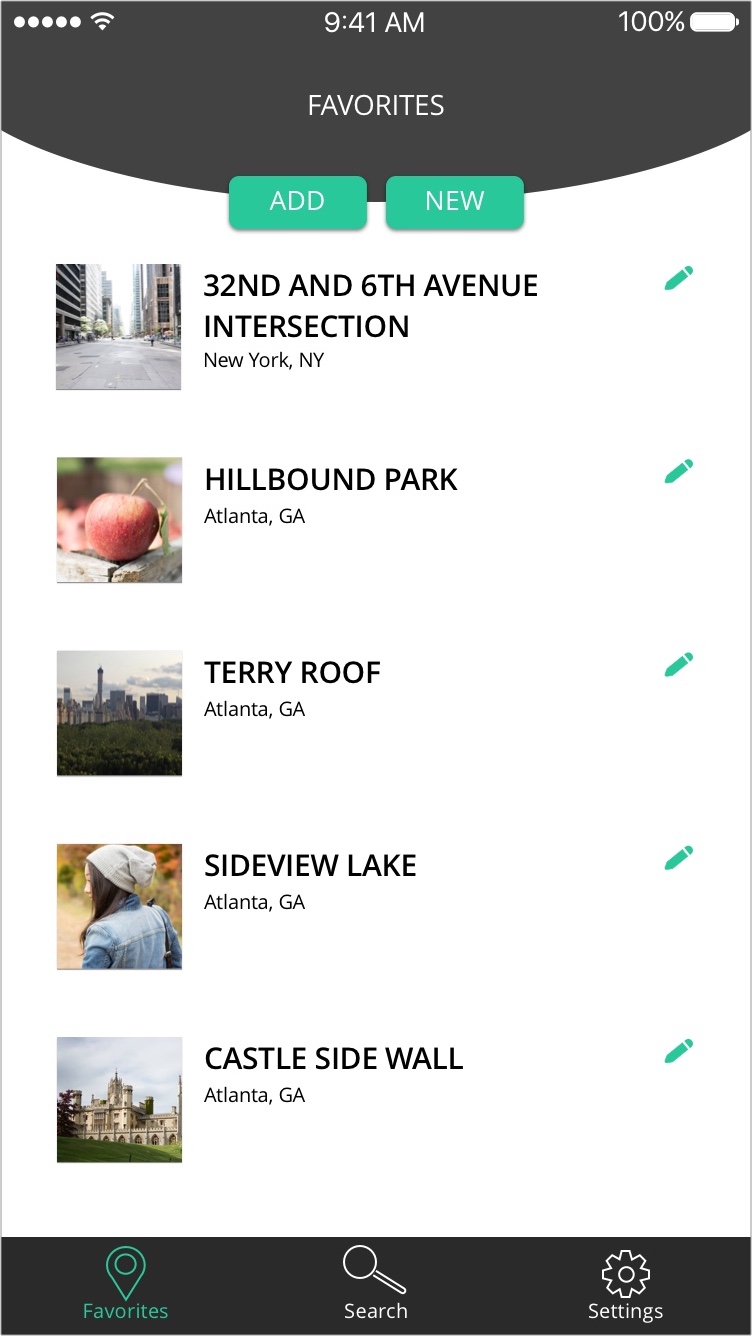 9:41 AM
100%
FAVORITES
ADD
NEW
32ND AND 6TH AVENUE
INTERSECTION
New York, NY
HILLBOUND PARK
Atlanta, GA
TERRY ROOF
Atlanta, GA
SIDEVIEW LAKE
Atlanta, GA
CASTLE SIDE WALL
Atlanta, GA
Favorites
Search
Settings